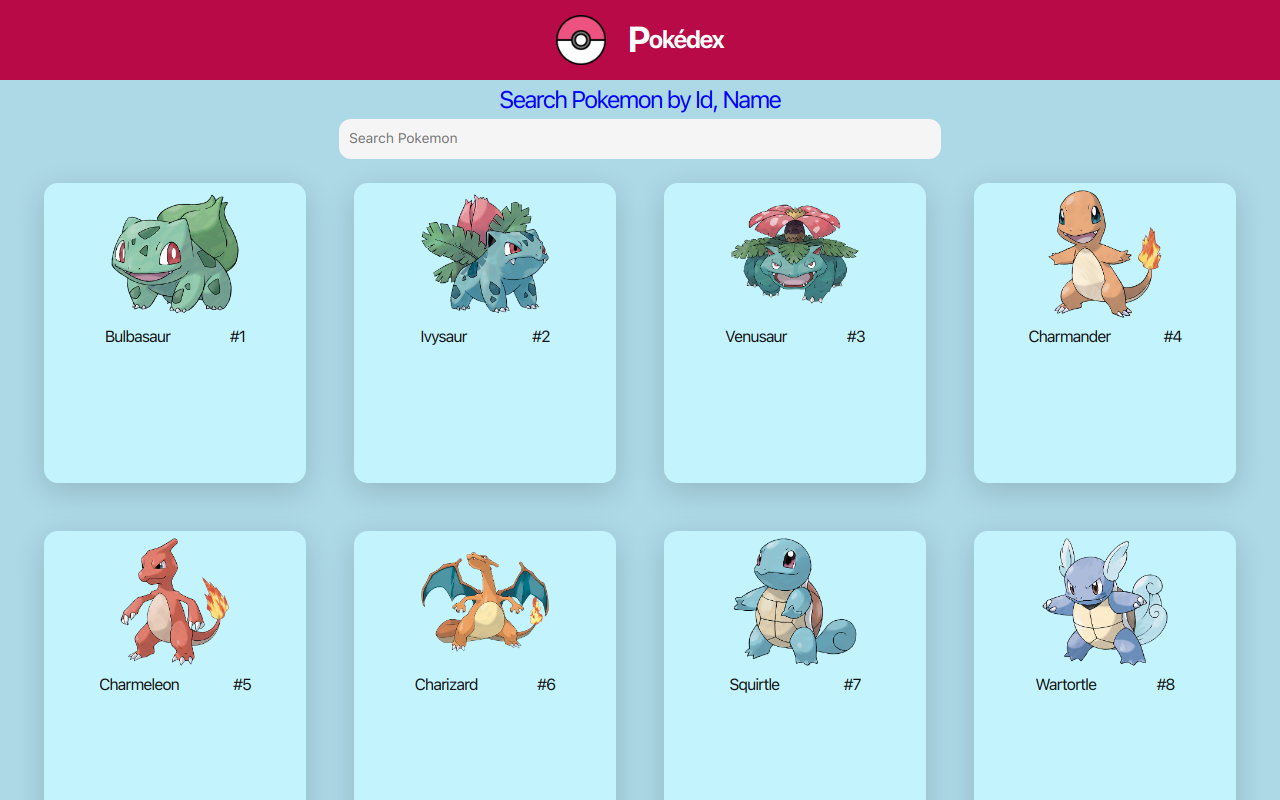 Pokédex
Search Pokemon by Id, Name
Search Pokemon
Bulbasaur #1
Ivysaur #2
Venusaur #3
Charmander #4
Charmeleon #5
Charizard #6
Squirtle #7
Wartortle #8